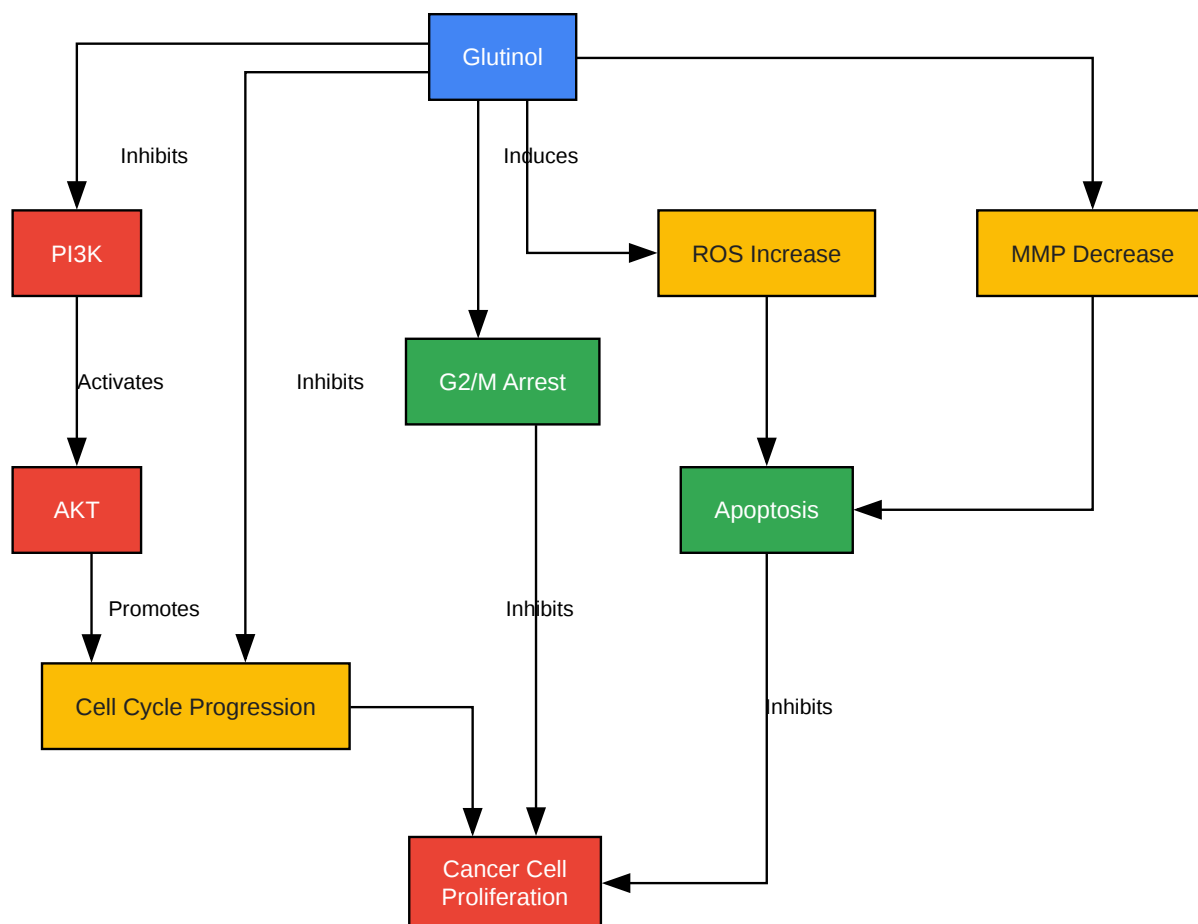 Glutinol
Inhibits
Induces
PI3K
ROS Increase
MMP Decrease
Activates
Inhibits
G2/M Arrest
AKT
Apoptosis
Promotes
Inhibits
Cell Cycle Progression
Inhibits
Cancer Cell
Proliferation